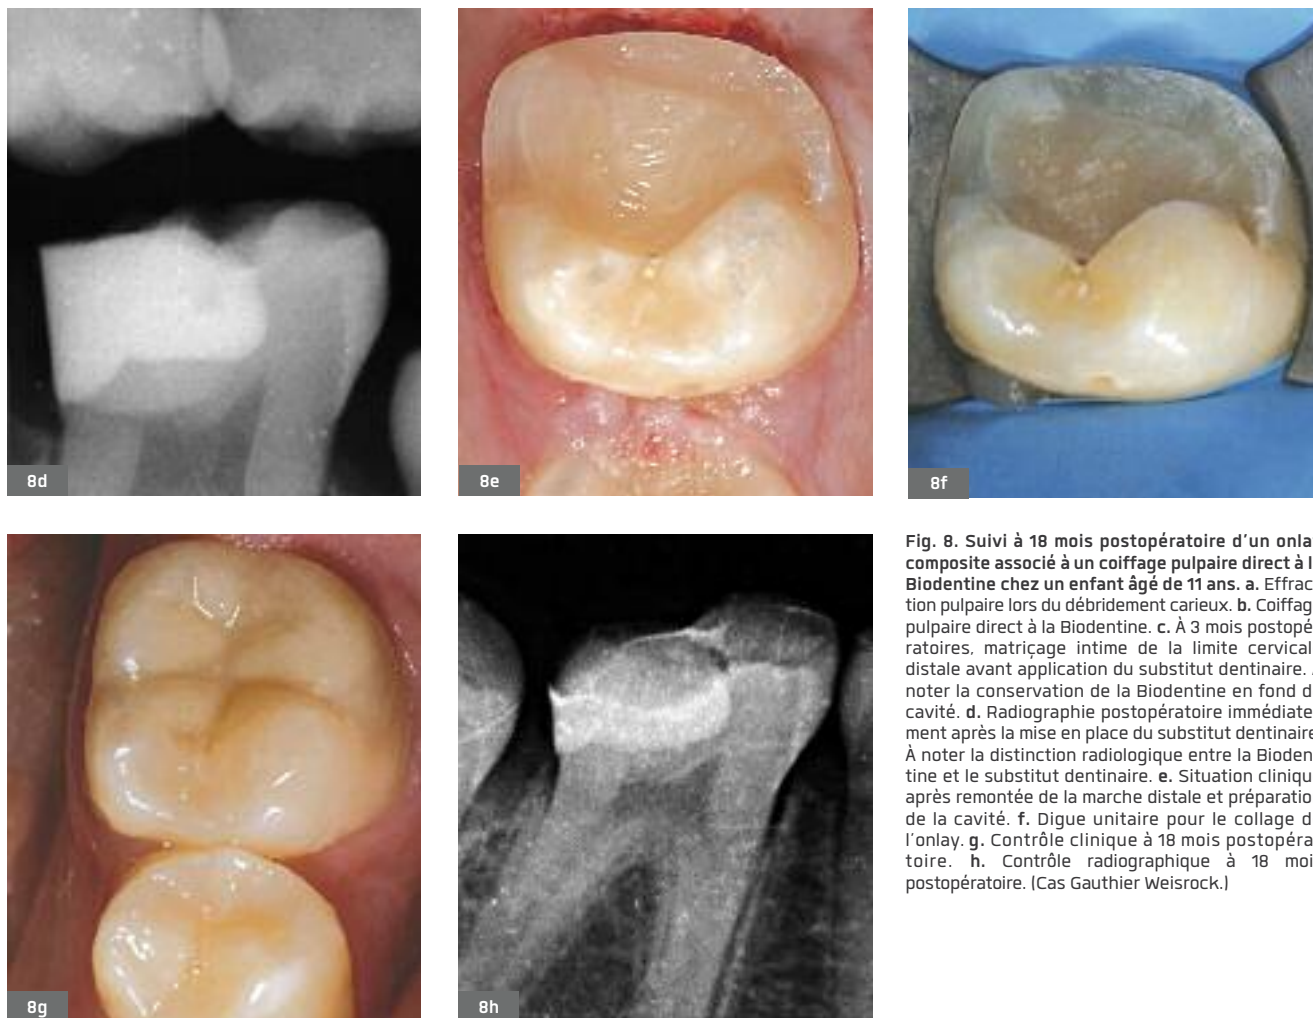 8d
8e
8f
8g
8h
Fig. 8. Suivi à 18 mois postopératoire d’un onla
composite associé à un coiffage pulpaire direct à l
Biodentine chez un enfant âgé de 11 ans. a. Effrac
tion pulpaire lors du débridement carieux. b. Coiffag
pulpaire direct à la Biodentine. c. À 3 mois postopé
ratoires, matriçage intime de la limite cervical
distale avant application du substitut dentinaire.
noter la conservation de la Biodentine en fond d
cavité. d. Radiographie postopératoire immédiate
ment après la mise en place du substitut dentinaire
À noter la distinction radiologique entre la Bioden
tine et le substitut dentinaire. e. Situation cliniqu
après remontée de la marche distale et préparatio
de la cavité. f. Digue unitaire pour le collage d
l’onlay. g. Contrôle clinique à 18 mois postopéra
toire. h. Contrôle radiographique à 18 moi
postopératoire. (Cas Gauthier Weisrock.)